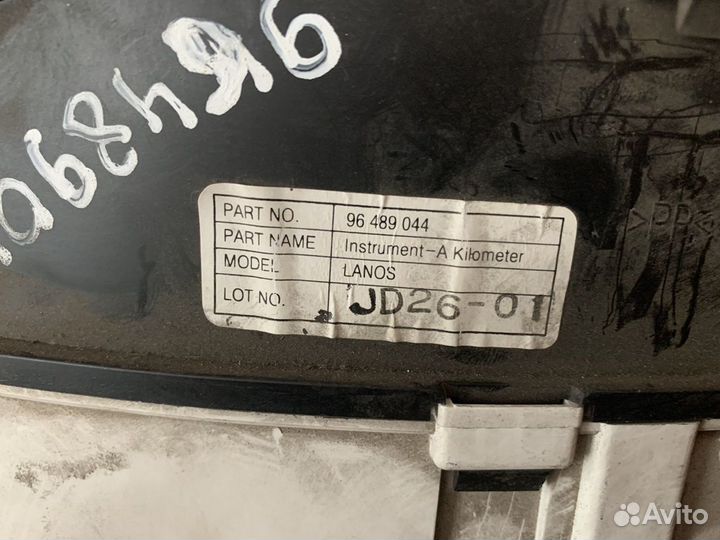 PART NO. 96 489 044
PART NAME Instrument-A Kilometer
MODEL LANOS
LOT NO. JD26-01
Avito